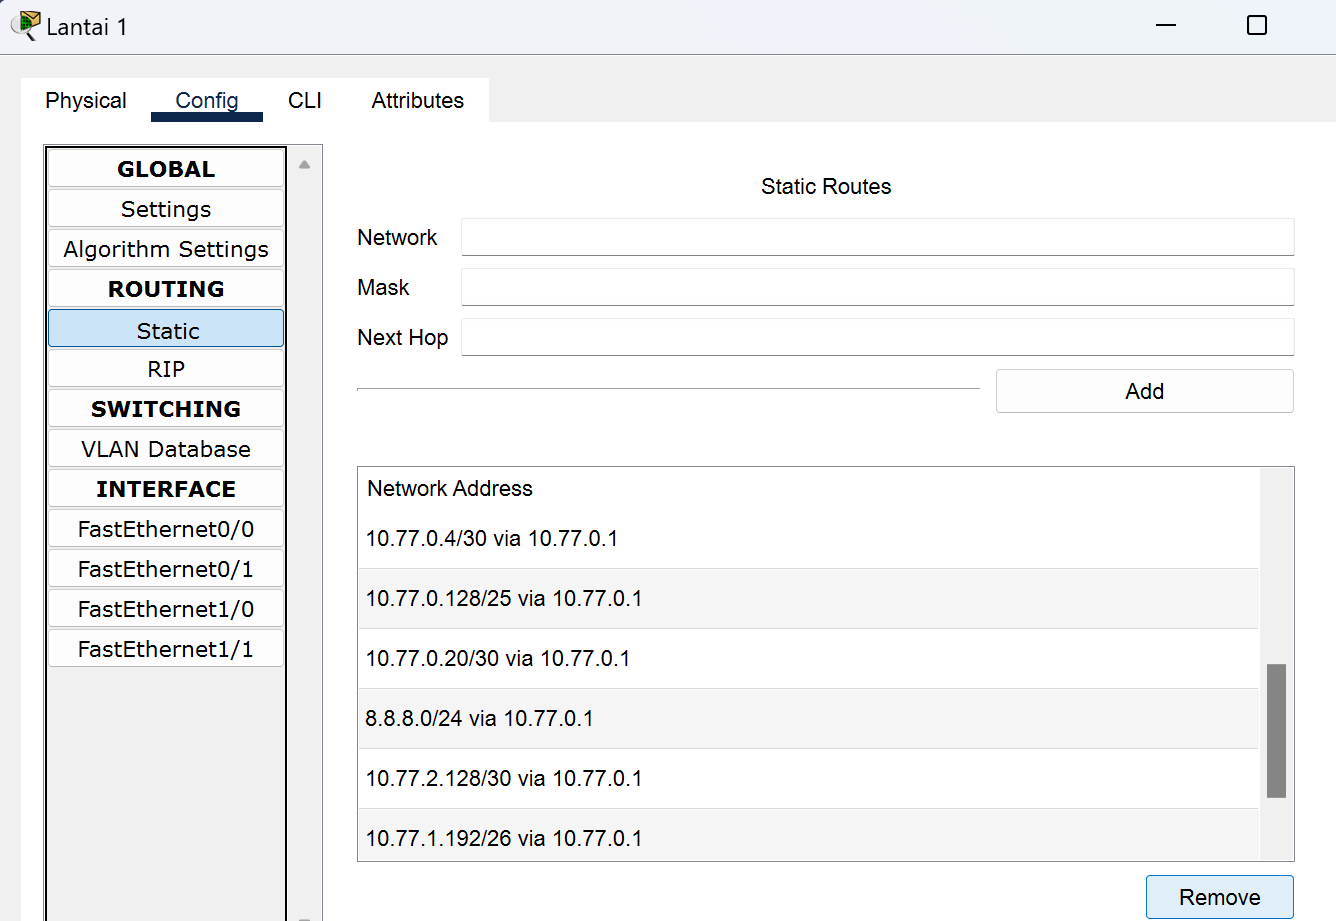 Lantai 1
Physical Config CLI Attributes
GLOBAL
Settings
Algorithm Settings
ROUTING
Static
RIP
SWITCHING
VLAN Database
INTERFACE
FastEthernet0/0
FastEthernet0/1
FastEthernet1/0
FastEthernet1/1
Static Routes
Network
Mask
Next Hop
Add
Network Address
10.77.0.4/30 via 10.77.0.1
10.77.0.128/25 via 10.77.0.1
10.77.0.20/30 via 10.77.0.1
8.8.8.0/24 via 10.77.0.1
10.77.2.128/30 via 10.77.0.1
10.77.1.192/26 via 10.77.0.1
Remove